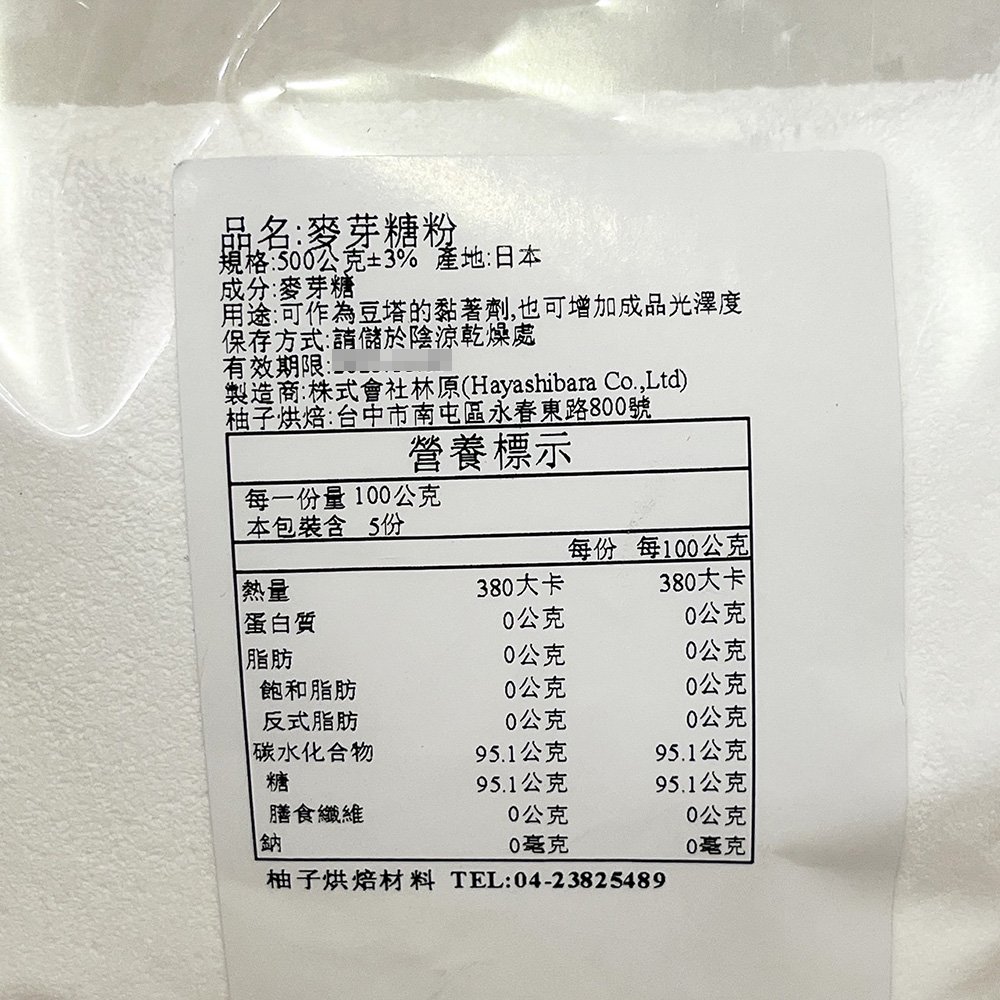 品名:麥芽糖粉
規格:500公克±3% 產地:日本
成分:麥芽糖
用途:可作為豆塔的黏著劑,也可增加成品光澤度
保存方式:請儲於陰涼乾燥處
有效期限:
製造商:株式會社林原(Hayashibara Co.,Ltd)
柚子烘焙:台中市南屯區永春東路800號
營養標示
每一份量 100公克
本包裝含 5份
每份 每100公克
熱量 380大卡 380大卡
蛋白質 0公克 0公克
脂肪 0公克 0公克
飽和脂肪 0公克 0公克
反式脂肪 0公克 0公克
碳水化合物 95.1公克 95.1公克
糖 95.1公克 95.1公克
膳食纖維 0公克 0公克
鈉 0毫克 0毫克
柚子烘焙材料 TEL:04-23825489